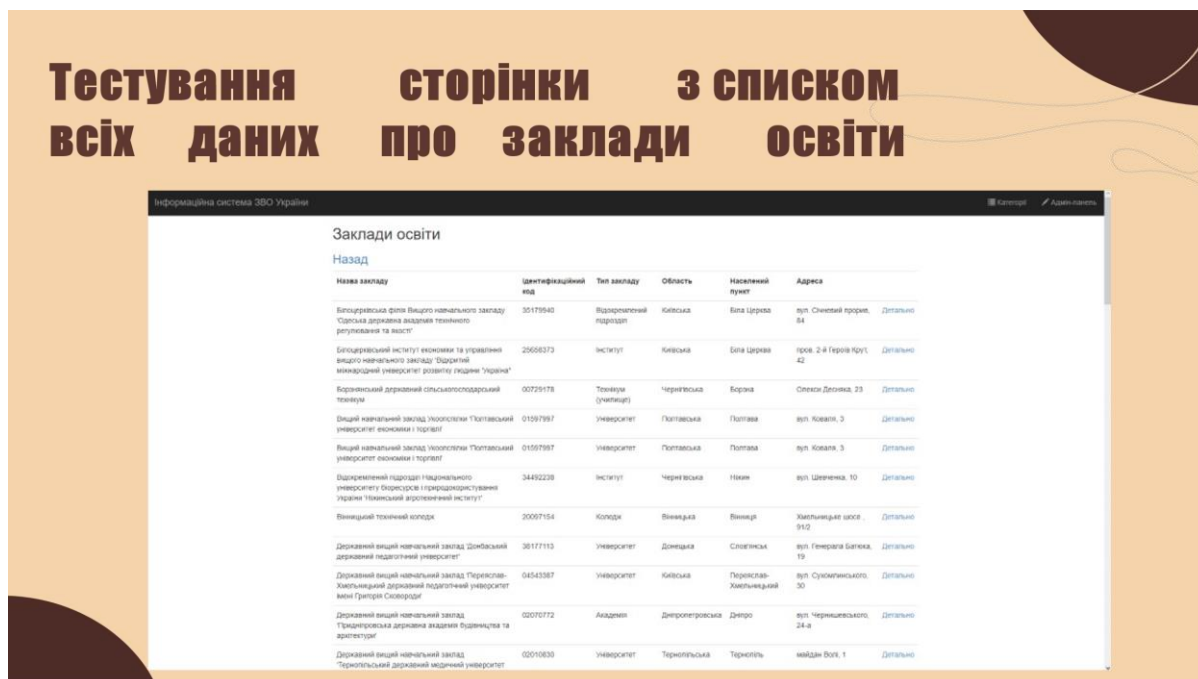 Тестування сторінки з списком
всіх даних про заклади освіти
Інформаційна система ЗВО України Категорії Адмін-панель
Заклади освіти
Назад
Назва закладу Ідентифікаційний код Тип закладу Область Населений пункт Адреса
Білоцерківська філія Вищого навчального закладу 35179940 Відокремлений Київська Біла Церква вул. Січневий прорив, Детально
'Одеська державна академія технічного підрозділ 84
регулювання та якості'
Білоцерківський інститут економіки та управління 25658373 Інститут Київська Біла Церква пров. 2-й Героїв Крут, Детально
вищого навчального закладу 'Відкритий 42
міжнародний університет розвитку людини "Україна"
Борзнянський державний сільськогосподарський 00729178 Технікум Чернігівська Борзна Олекси Десняка, 23 Детально
технікум (училище)
Вищий навчальний заклад Укоопспілки 'Полтавський 01597997 Університет Полтавська Полтава вул. Коваля, 3 Детально
університет економіки і торгівлі'
Вищий навчальний заклад Укоопспілки 'Полтавський 01597997 Університет Полтавська Полтава вул. Коваля, 3 Детально
університет економіки і торгівлі'
Відокремлений підрозділ Національного 34492238 Інститут Чернігівська Ніжин вул. Шевченка, 10 Детально
університету біоресурсів і природокористування
України 'Ніжинський агротехнічний інститут'
Вінницький технічний коледж 20097154 Коледж Вінницька Вінниця Хмельницьке шосе , Детально
91/2
Державний вищий навчальний заклад 'Донбаський 38177113 Університет Донецька Слов'янськ вул. Генерала Батюка, Детально
державний педагогічний університет' 19
Державний вищий навчальний заклад 'Переяслав- 04543387 Університет Київська Переяслав- вул. Сухомлинського, Детально
Хмельницький державний педагогічний університет Хмельницький 30
імені Григорія Сковороди'
Державний вищий навчальний заклад 02070772 Академія Дніпропетровська Дніпро вул. Чернишевського, Детально
'Придніпровська державна академія будівництва та 24-а
архітектури'
Державний вищий навчальний заклад 02010830 Університет Тернопільська Тернопіль майдан Волі, 1 Детально
'Тернопільський державний медичний університет